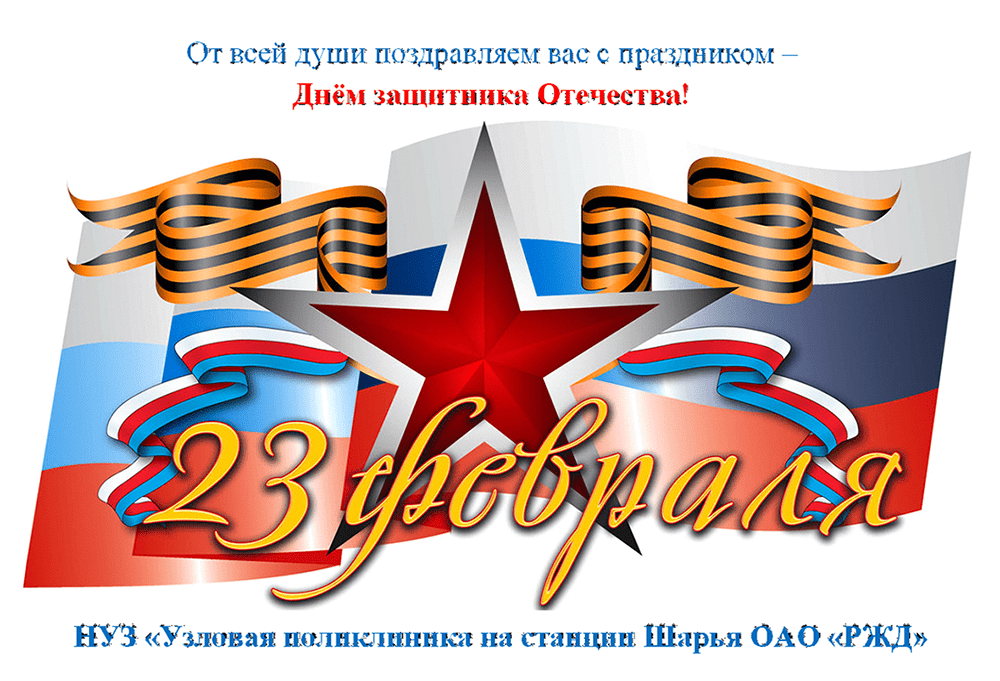 От всей души поздравляем вас с праздником –
Днём защитника Отечества!
23 февраля
НУЗ «Узловая поликлиника на станции Шарья ОАО «РЖД»